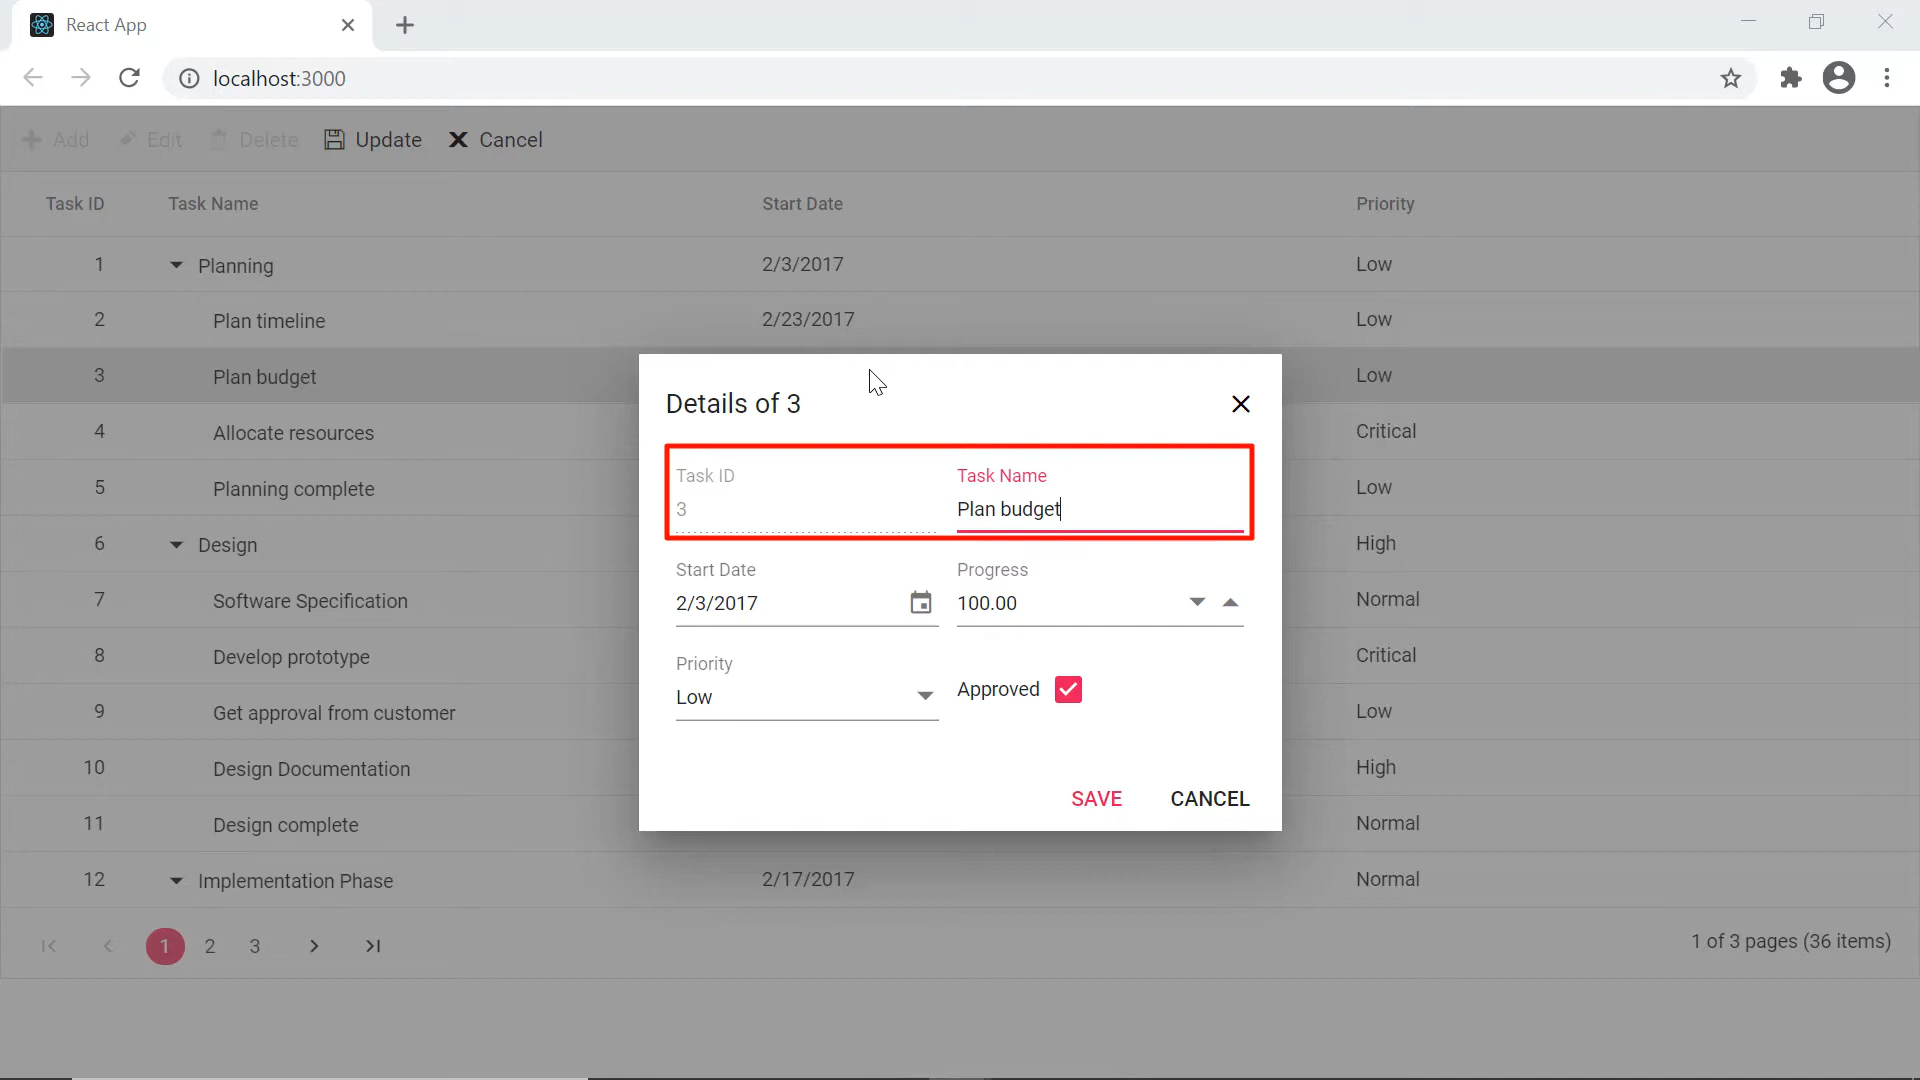 React App
localhost:3000
Add Edit Delete Update Cancel
Task ID Task Name Start Date Priority
1 Planning 2/3/2017 Low
2 Plan timeline 2/23/2017 Low
3 Plan budget Low
4 Allocate resources Critical
5 Planning complete Low
6 Design High
7 Software Specification Normal
8 Develop prototype Critical
9 Get approval from customer Low
10 Design Documentation High
11 Design complete Normal
12 Implementation Phase 2/17/2017 Normal
1 2 3
1 of 3 pages (36 items)
Details of 3
Task ID Task Name
3 Plan budget
Start Date Progress
2/3/2017 100.00
Priority
Low
Approved
SAVE CANCEL